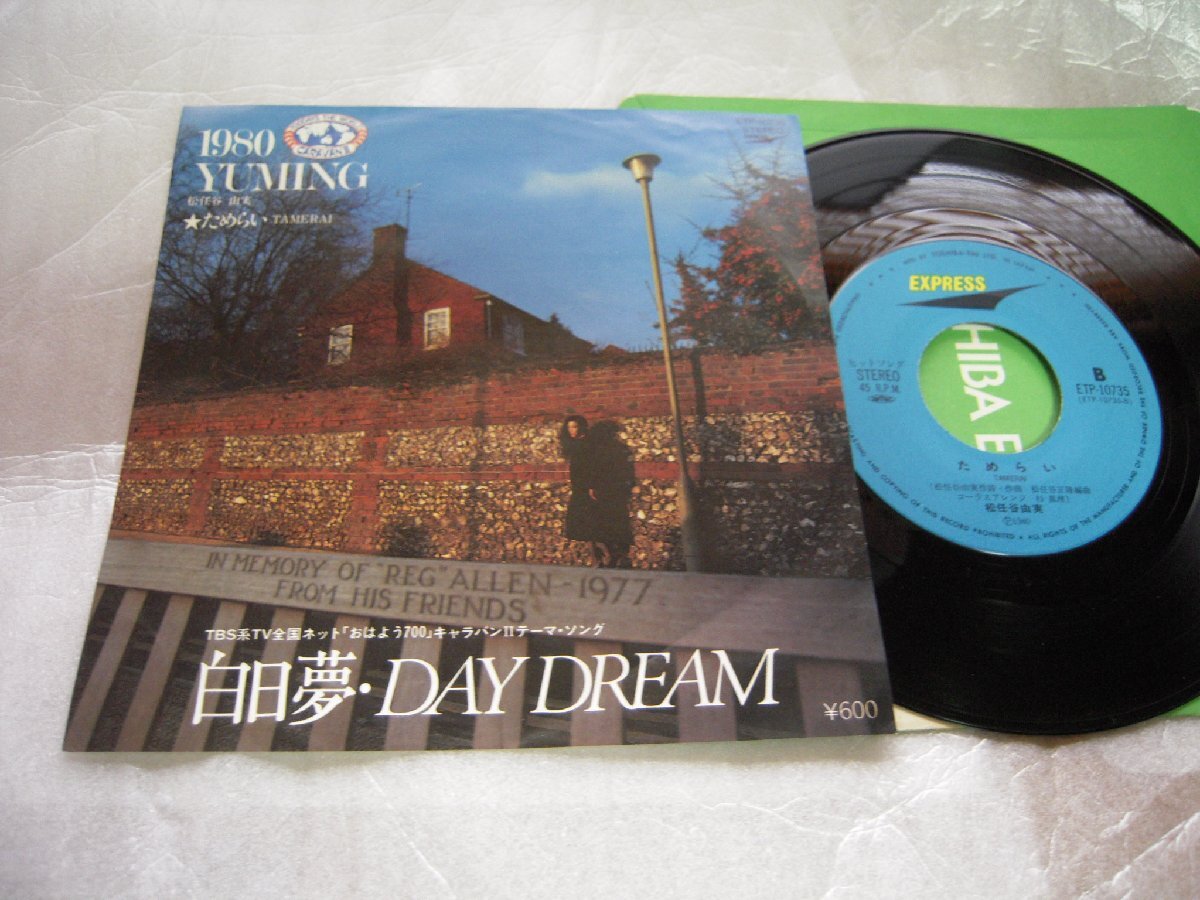 1980
YUMING
松任谷 由実
★ためらい・TAMERAI
IN MEMORY OF "REG" ALLEN - 1977
FROM HIS FRIENDS
TBS系TV全国ネット「おはよう700」キャラバンIIテーマ・ソング
白日夢・DAY DREAM
¥600
EXPRESS
HIBA E
STEREO
45 R.P.M.
B
ETP-10735
ためらい
TAMERAI
松任谷由実